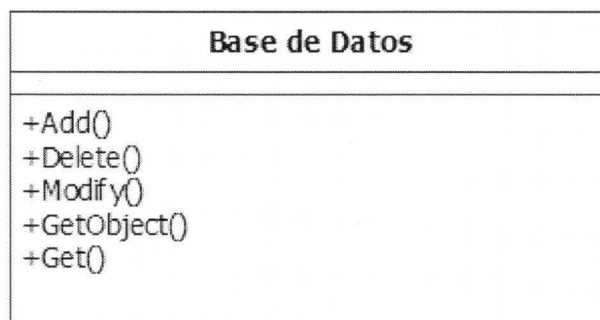 Base de Datos
+Add()
+Delete()
+Modify()
+GetObject()
+Get()